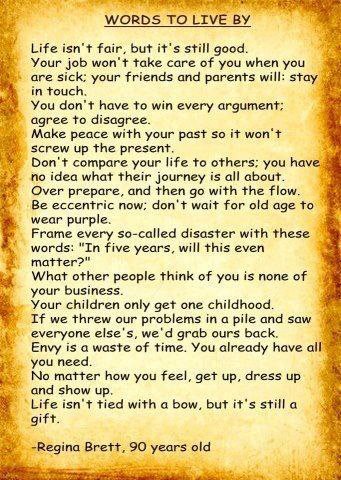 WORDS TO LIVE BY
Life isn't fair, but it's still good.
Your job won't take care of you when you
are sick; your friends and parents will: stay
in touch.
You don't have to win every argument;
agree to disagree.
Make peace with your past so it won't
screw up the present.
Don't compare your life to others; you have
no idea what their journey is all about.
Over prepare, and then go with the flow.
Be eccentric now; don't wait for old age to
wear purple.
Frame every so-called disaster with these
words: "In five years, will this even
matter?"
What other people think of you is none of
your business.
Your children only get one childhood.
If we threw our problems in a pile and saw
everyone else's, we'd grab ours back.
Envy is a waste of time. You already have all
you need.
No matter how you feel, get up, dress up
and show up.
Life isn't tied with a bow, but it's still a
gift.
-Regina Brett, 90 years old